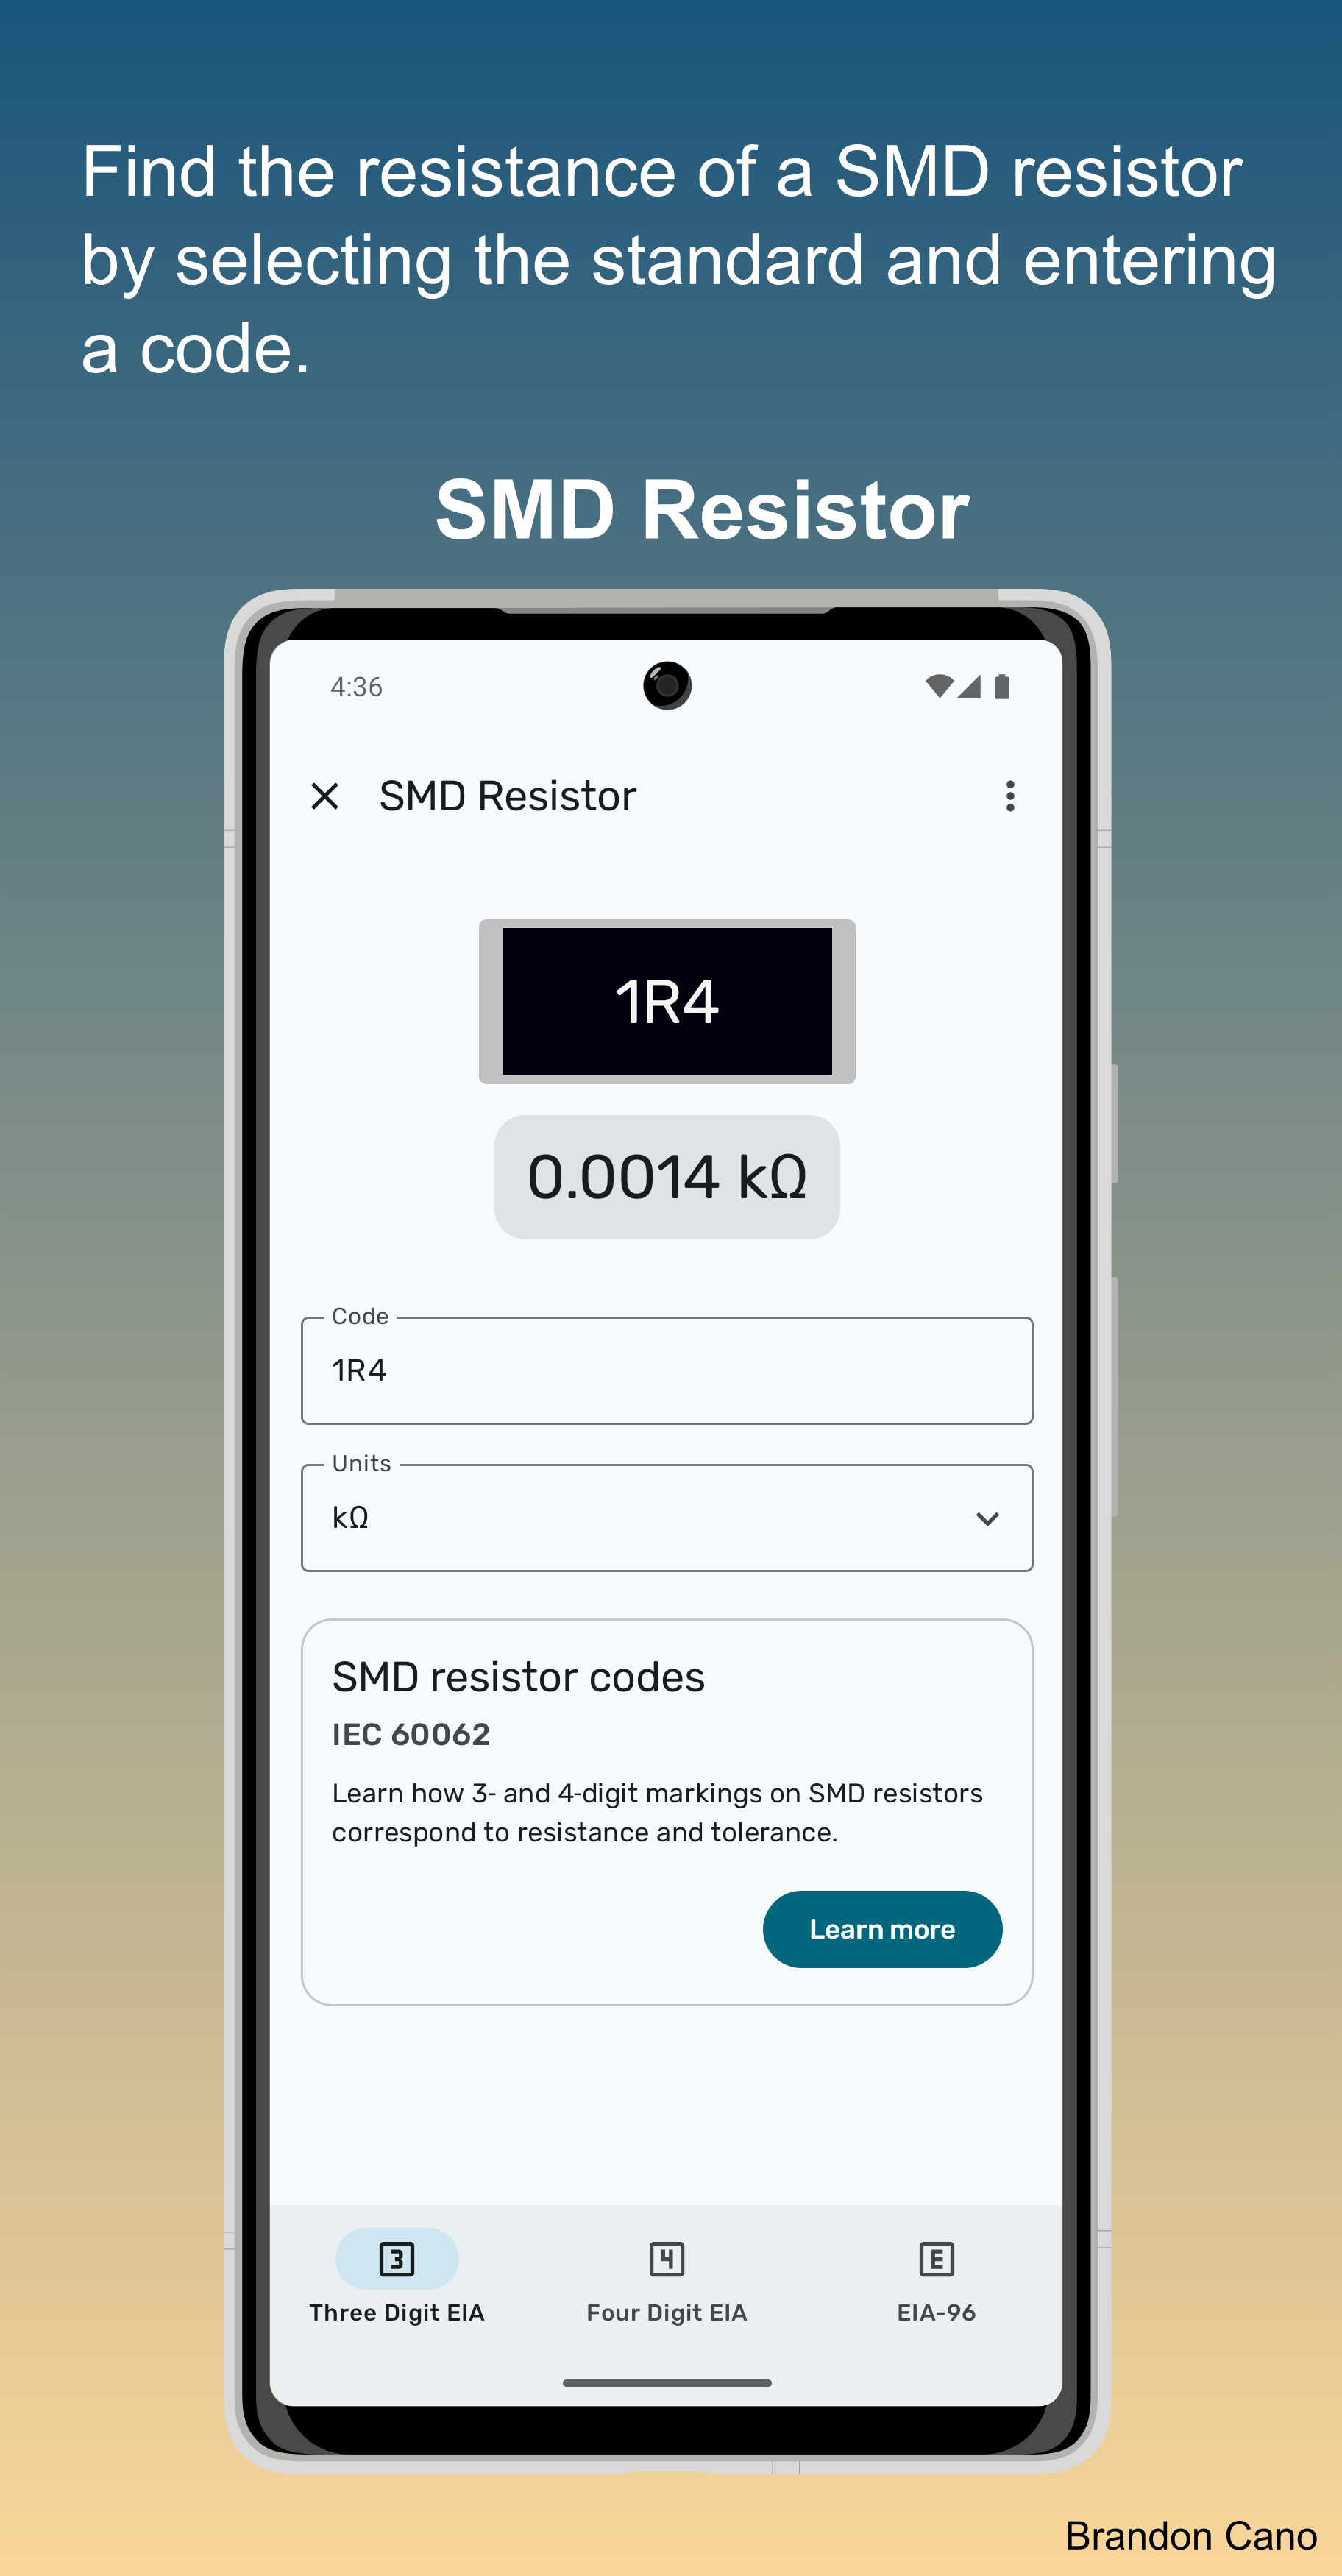 Find the resistance of a SMD resistor
by selecting the standard and entering
a code.
SMD Resistor
4:36
SMD Resistor
1R4
0.0014 kΩ
Code
1R4
Units
kΩ
SMD resistor codes
IEC 60062
Learn how 3- and 4-digit markings on SMD resistors
correspond to resistance and tolerance.
Learn more
3 4 E
Three Digit EIA Four Digit EIA EIA-96
Brandon Cano